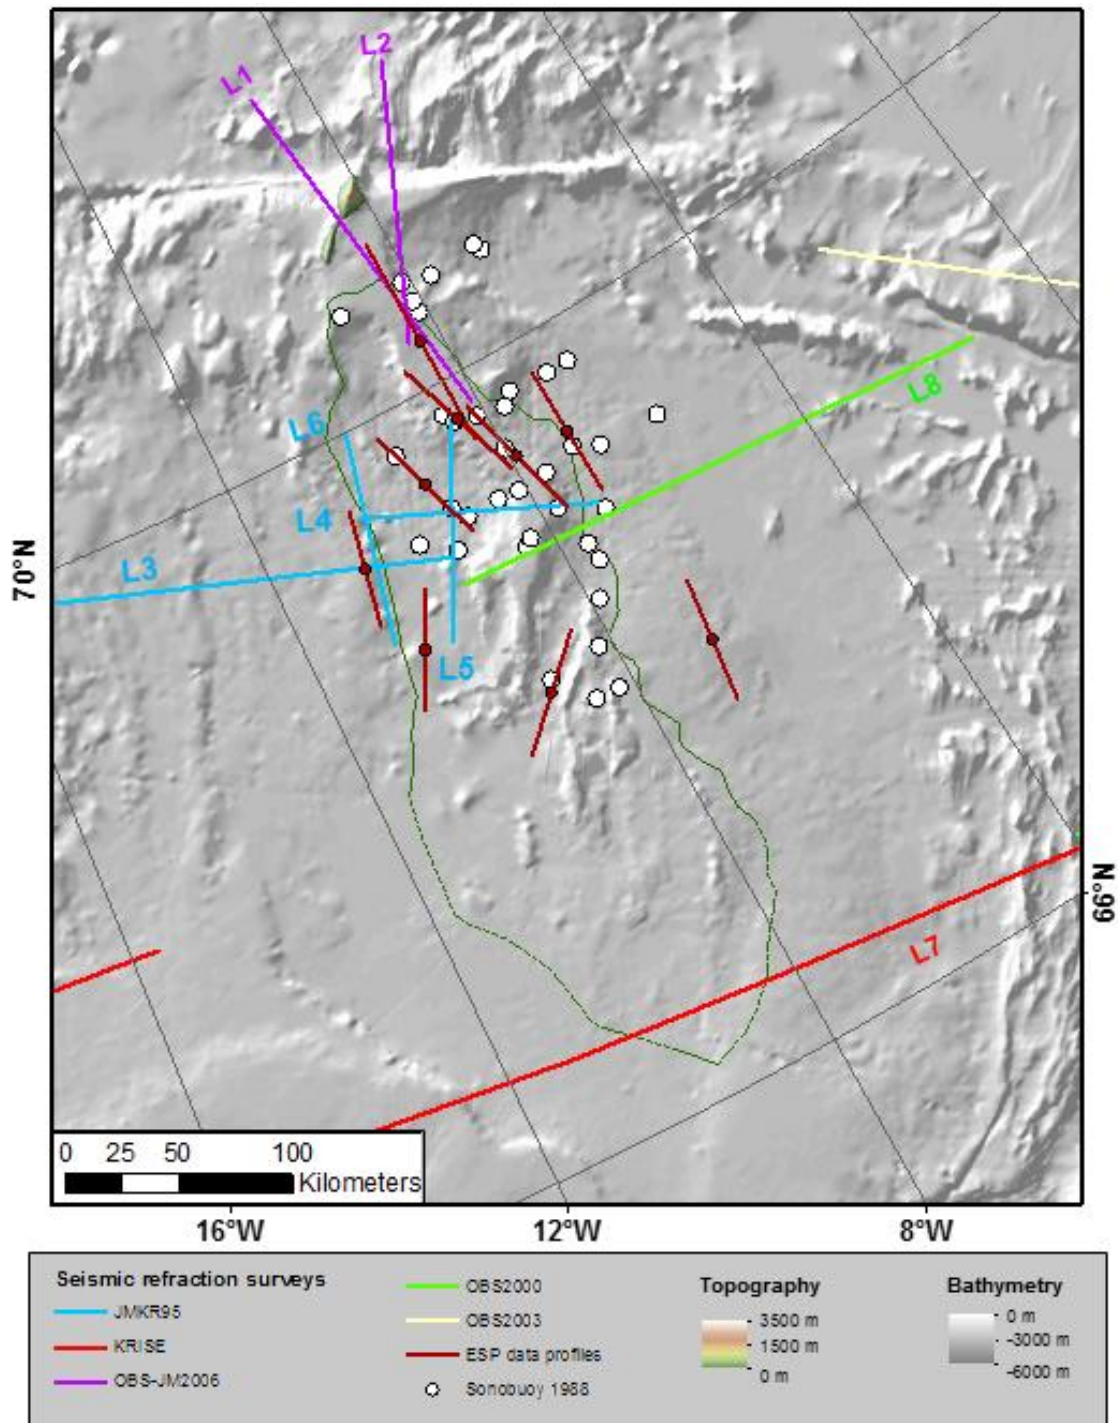 L2
L1
L8
L6
L4
L3
L5
L7
70°N
66°N
0 25 50 100
Kilometers
16°W 12°W 8°W
Seismic refraction surveys
JMKR95
KRISE
OBS-JM2006
OBS2000
OBS2003
ESP data profiles
Sonobuoy 1988
Topography
3500 m
1500 m
0 m
Bathymetry
0 m
-3000 m
-6000 m